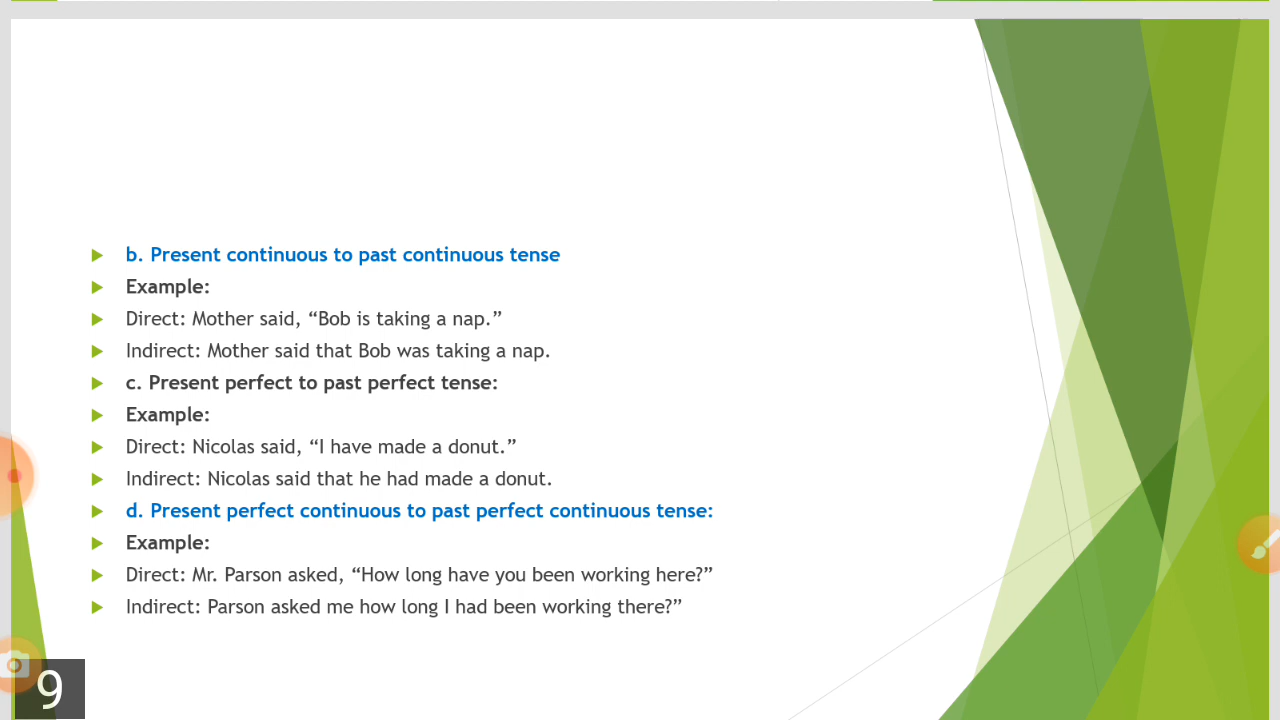 b. Present continuous to past continuous tense
Example:
Direct: Mother said, “Bob is taking a nap.”
Indirect: Mother said that Bob was taking a nap.
c. Present perfect to past perfect tense:
Example:
Direct: Nicolas said, “I have made a donut.”
Indirect: Nicolas said that he had made a donut.
d. Present perfect continuous to past perfect continuous tense:
Example:
Direct: Mr. Parson asked, “How long have you been working here?”
Indirect: Parson asked me how long I had been working there?”
9